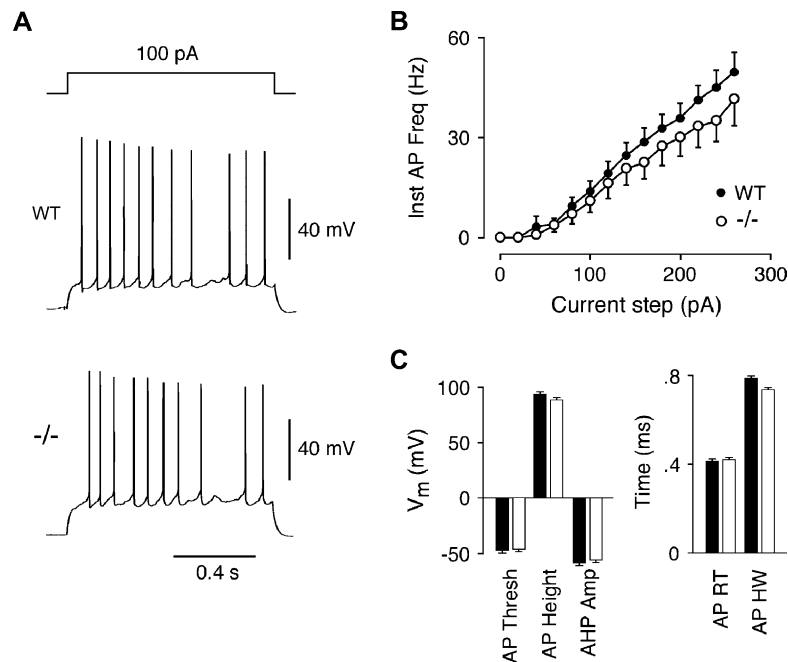 A
100 pA
WT
40 mV
-/-
40 mV
0.4 s
B
60
30
0
Inst AP Freq (Hz)
WT
-/-
0
100
200
300
Current step (pA)
C
100
50
0
-50
Vm (mV)
AP Thresh
AP Height
AHP Amp
.8
.4
0
Time (ms)
AP RT
AP HW